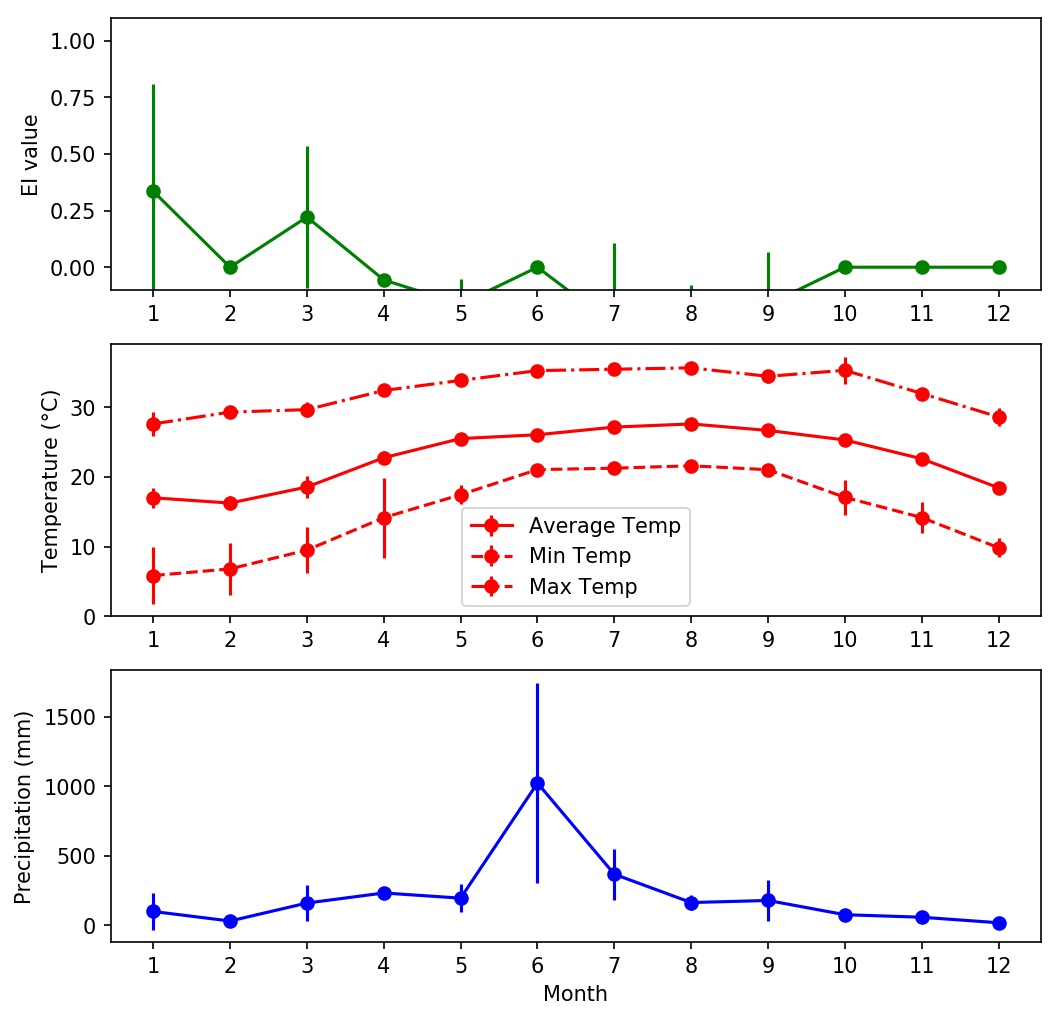 EI value
1.00
0.75
0.50
0.25
0.00
1 2 3 4 5 6 7 8 9 10 11 12
Temperature (°C)
30
20
10
0
Average Temp
Min Temp
Max Temp
1 2 3 4 5 6 7 8 9 10 11 12
Precipitation (mm)
1500
1000
500
0
1 2 3 4 5 6 7 8 9 10 11 12
Month